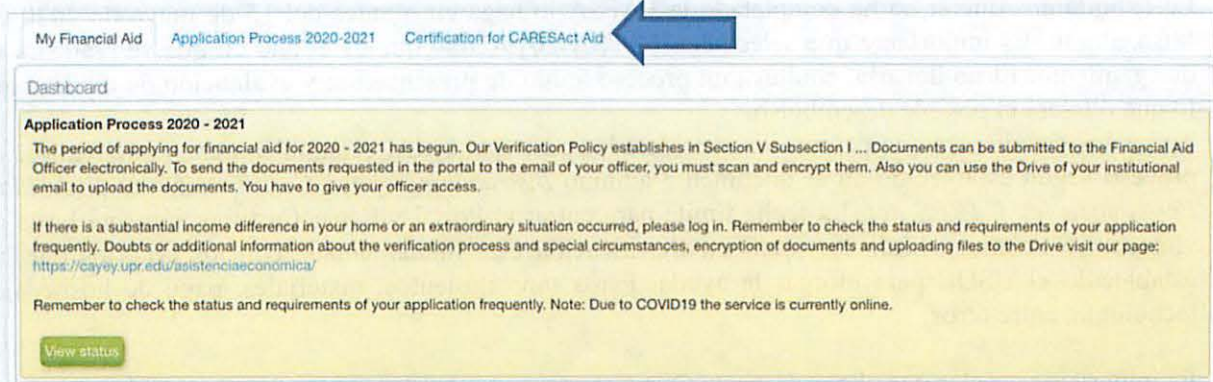 My Financial Aid Application Process 2020-2021 Certification for CARESAct Aid
Dashboard
Application Process 2020 - 2021
The period of applying for financial aid for 2020 - 2021 has begun. Our Verification Policy establishes in Section V Subsection I ... Documents can be submitted to the Financial Aid
Officer electronically. To send the documents requested in the portal to the email of your officer, you must scan and encrypt them. Also you can use the Drive of your institutional
email to upload the documents. You have to give your officer access.
If there is a substantial income difference in your home or an extraordinary situation occurred, please log in. Remember to check the status and requirements of your application
frequently. Doubts or additional information about the verification process and special circumstances, encryption of documents and uploading files to the Drive visit our page:
https://cayey.upr.edu/asistenciaeconomica/
Remember to check the status and requirements of your application frequently. Note: Due to COVID19 the service is currently online.
View status